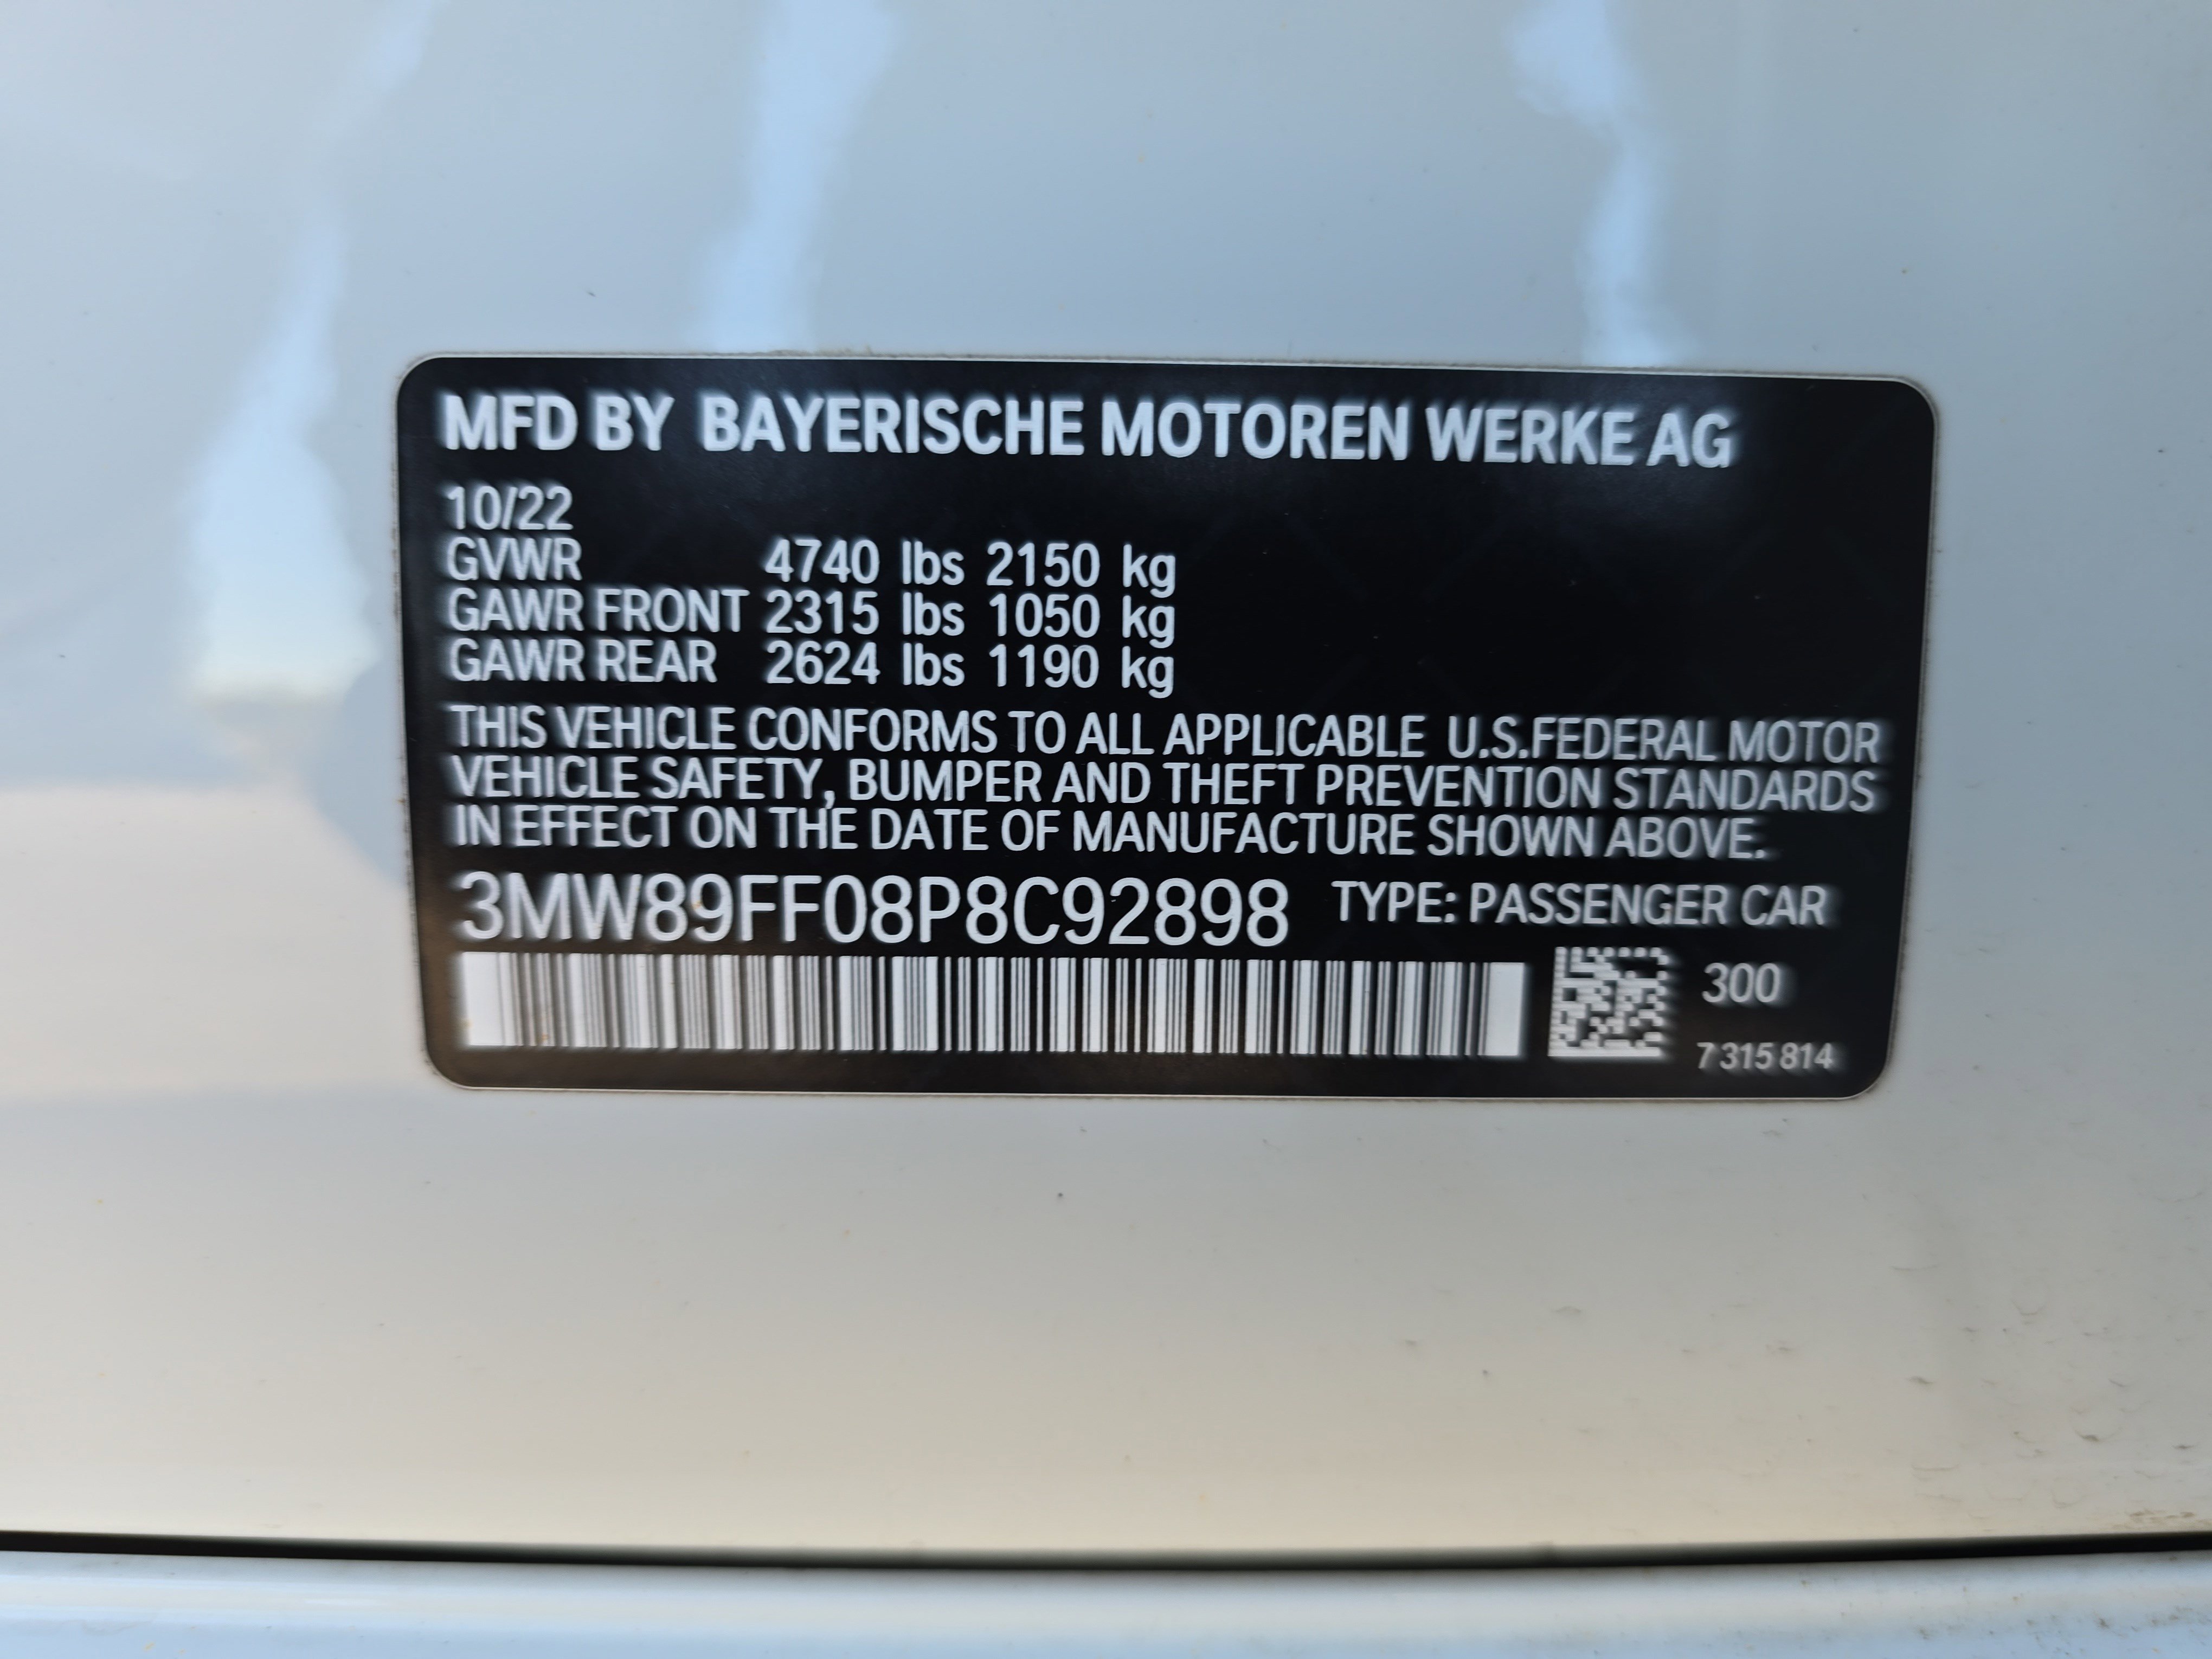 MFD BY BAYERISCHE MOTOREN WERKE AG
10/22
GVWR 4740 lbs 2150 kg
GAWR FRONT 2315 lbs 1050 kg
GAWR REAR 2624 lbs 1190 kg
THIS VEHICLE CONFORMS TO ALL APPLICABLE U.S.FEDERAL MOTOR
VEHICLE SAFETY, BUMPER AND THEFT PREVENTION STANDARDS
IN EFFECT ON THE DATE OF MANUFACTURE SHOWN ABOVE.
3MW89FF08P8C92898 TYPE: PASSENGER CAR
300
7 315 814